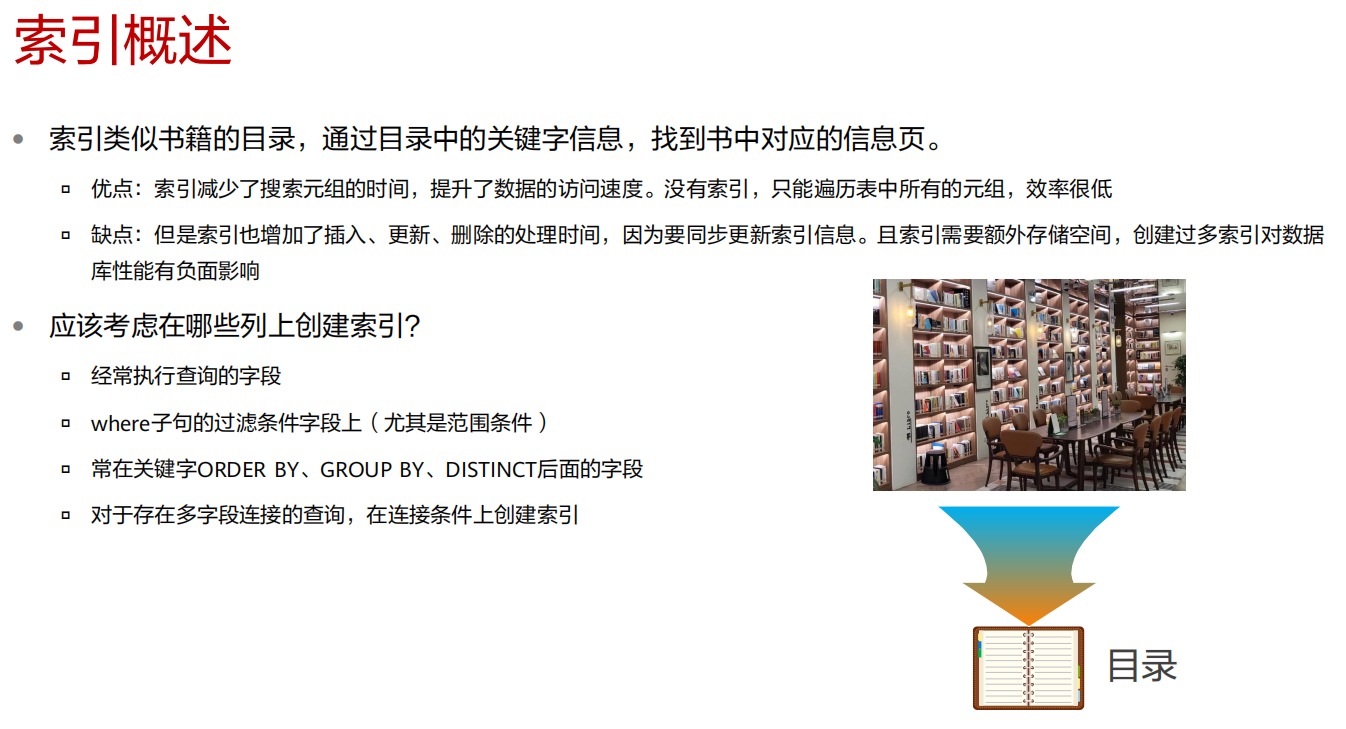 索引概述
索引类似书籍的目录，通过目录中的关键字信息，找到书中对应的信息页。
优点：索引减少了搜索元组的时间，提升了数据的访问速度。没有索引，只能遍历表中所有的元组，效率很低
缺点：但是索引也增加了插入、更新、删除的处理时间，因为要同步更新索引信息。且索引需要额外存储空间，创建过多索引对数据
库性能有负面影响
应该考虑在哪些列上创建索引?
经常执行查询的字段
where子句的过滤条件字段上（尤其是范围条件）
常在关键字ORDER BY、GROUP BY、DISTINCT后面的字段
对于存在多字段连接的查询，在连接条件上创建索引
目录